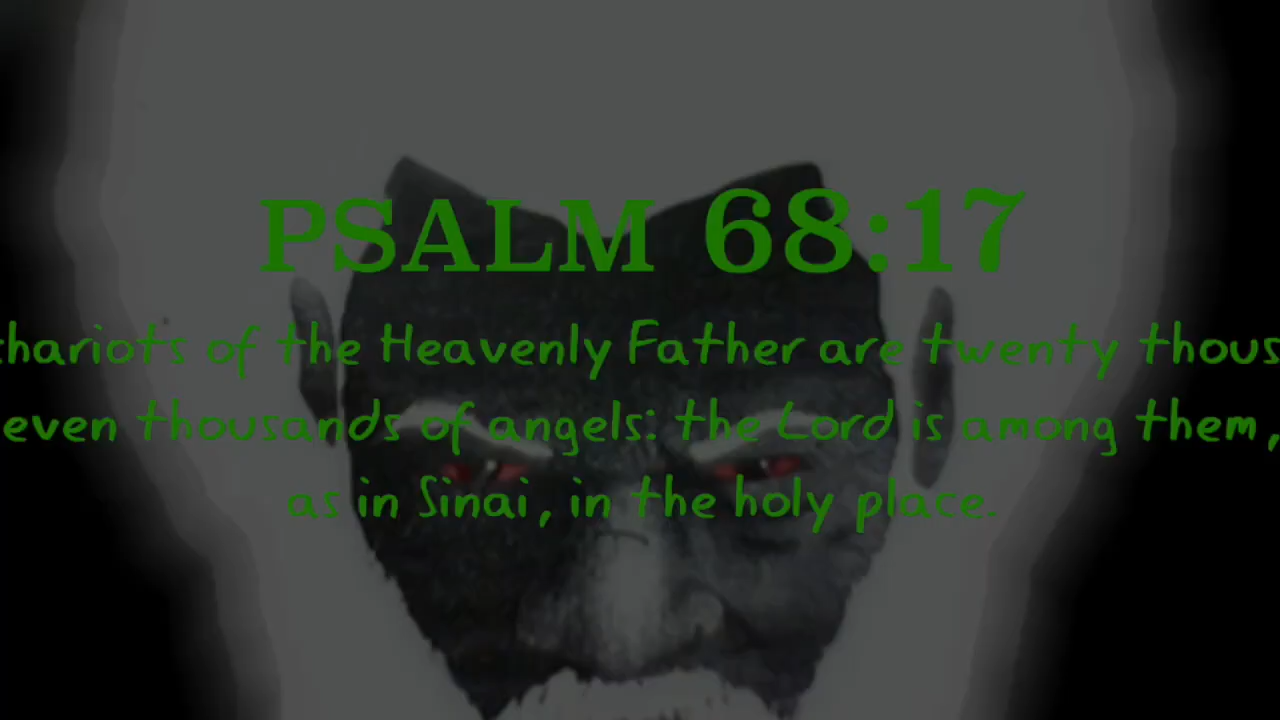 PSALM 68:17
chariots of the Heavenly Father are twenty thous
even thousands of angels: the Lord is among them,
as in Sinai, in the holy place.